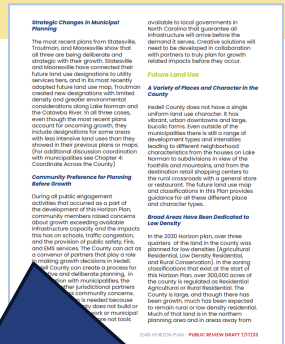 Strategic Changes in Municipal
Planning
The most recent plans from Statesville,
Troutman, and Mooresville show that
all three are being deliberate and
strategic with their growth. Statesville
and Mooresville have connected their
future land use designations to utility
services tiers, and in its most recently
adopted future land use map, Troutman
created new designations with limited
density and greater environmental
considerations along Lake Norman and
the Catawba River. In all three cases,
even though the most recent plans
account for oncoming growth, they
include designations for some areas
with less intensive land uses than they
showed in their previous plans or maps.
(For additional discussion coordination
with municipalities see Chapter 4:
Coordinate Across the County)
Community Preference for Planning
Before Growth
During all public engagement
activities that occurred as a part of
the development of this Horizon Plan,
community members raised concerns
about growth exceeding available
infrastructure capacity and the impacts
this has on schools, traffic congestion,
and the provision of public safety, Fire,
and EMS services. The County can act as
a convenor of partners that play a role
in making growth decisions in Iredell.
Iredell County can create a process for
and deliberate planning, in
with municipalities, the
other jurisdictional partners
community concerns.
is needed because
does not build or
work or municipal
are not tools
available to local governments in
North Carolina that guarantee all
infrastructure will arrive before the
demand it serves. Creative solutions will
need to be developed in collaboration
with partners to truly plan for growth
related impacts before they occur.
Future Land Use
A Variety of Places and Character in the
County
Iredell County does not have a single
uniform land use character. It has
vibrant, urban downtowns and large,
bucolic farms. Even outside of the
municipalities there is still a range of
development types and intensities
leading to different neighborhood
characteristics from the houses on Lake
Norman to subdivisions in view of the
foothills and mountains, and from the
destination retail shopping centers to
the rural crossroads with a general store
or restaurant. The future land use map
and classifications in this Plan provides
guidance for all these different place
and character types.
Broad Areas Have Been Dedicated to
Low Density
In the 2030 Horizon plan, over three
quarters of the land in the county was
planned for low densities (Agricultural
Residential, Low Density Residential,
and Rural Conservation). In the zoning
classifications that exist at the start of
this Horizon Plan, over 300,000 acres of
the county is regulated as Residential
Agricultural or Rural Residential. The
County is large, and though there has
been growth, much has been expected
to remain rural or low density residential.
Much of that land is in the northern
planning area and in areas away from
2045 HORIZON PLAN - PUBLIC REVIEW DRAFT 7/17/23